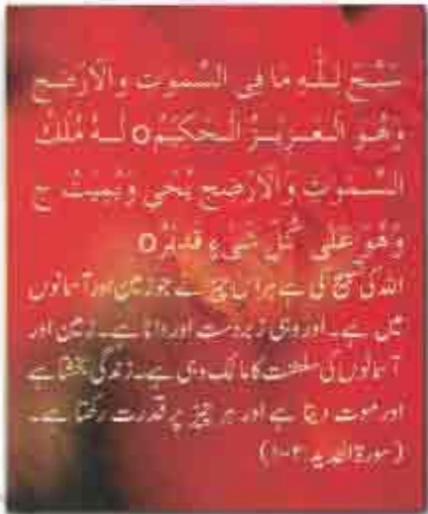 سَبَّحَ لِلّٰهِ مَا فِی السَّمٰوٰتِ وَالْاَرْضِ ج
وَهُوَ الْعَزِیْزُ الْحَکِیْمُ o لَهٗ مُلْكُ
السَّمٰوٰتِ وَالْاَرْضِ ج یُحْیٖ وَیُمِیْتُ ج
وَهُوَ عَلٰی کُلِّ شَیْءٍ قَدِیْرٌ o
اللہ کی تسبیح کی ہے ہر اس چیز نے جو زمین اور آسمانوں
میں ہے۔ اور وہی زبردست اور دانا ہے۔ زمین اور
آسمانوں کی سلطنت کا مالک وہی ہے۔ زندگی بخشتا ہے
اور موت دیتا ہے اور ہر چیز پر قدرت رکھتا ہے۔
(سورۃ الحدید: